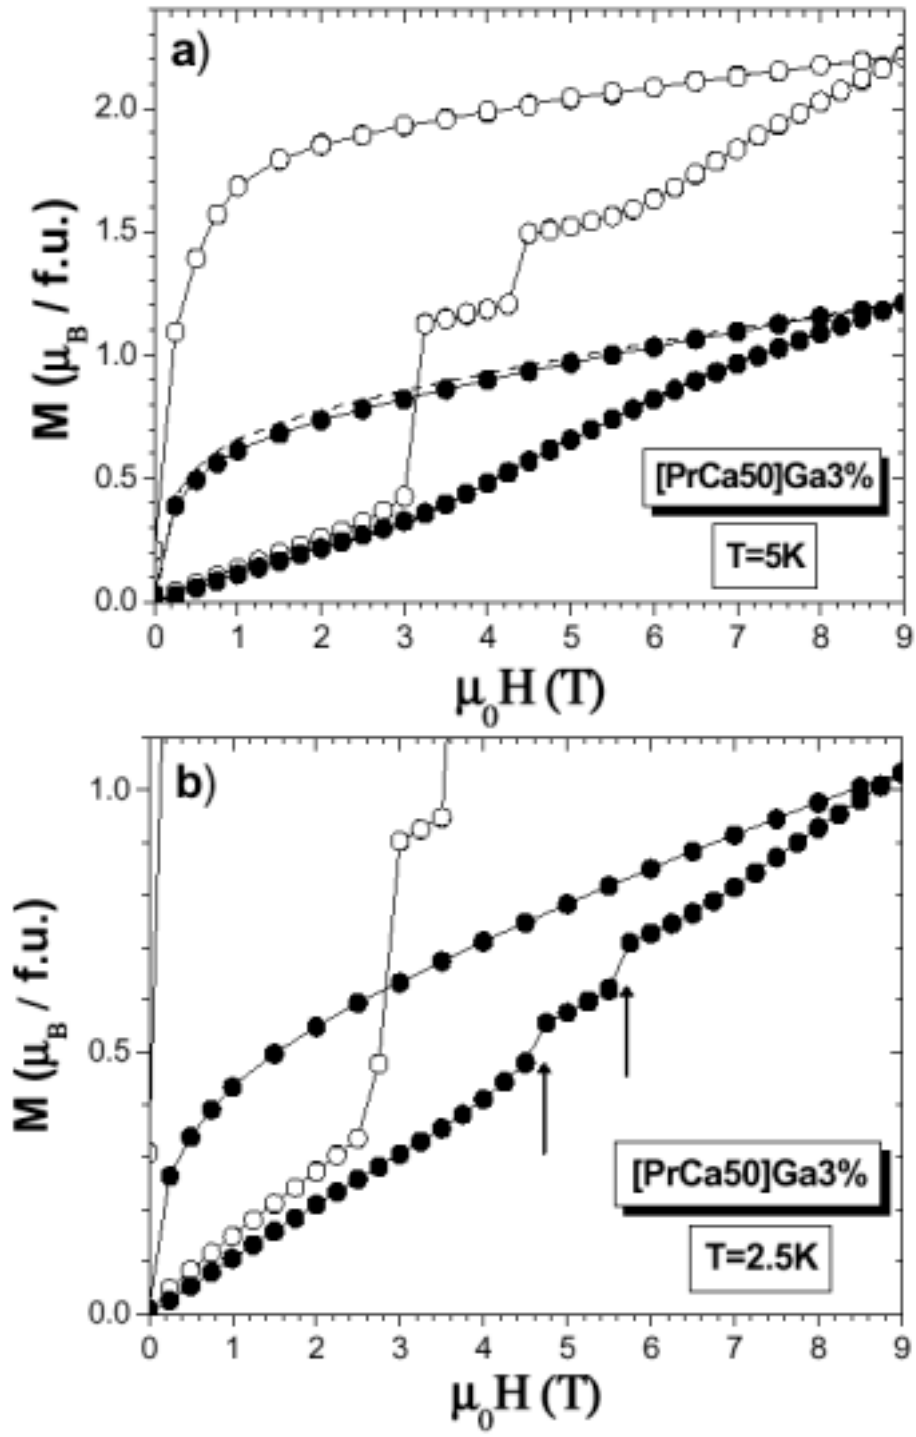 a)
2.0
1.5
1.0
0.5
0.0
M (μB / f.u.)
[PrCa50]Ga3%
T=5K
0 1 2 3 4 5 6 7 8 9
μ0H (T)
b)
1.0
0.5
0.0
M (μB / f.u.)
[PrCa50]Ga3%
T=2.5K
0 1 2 3 4 5 6 7 8 9
μ0H (T)